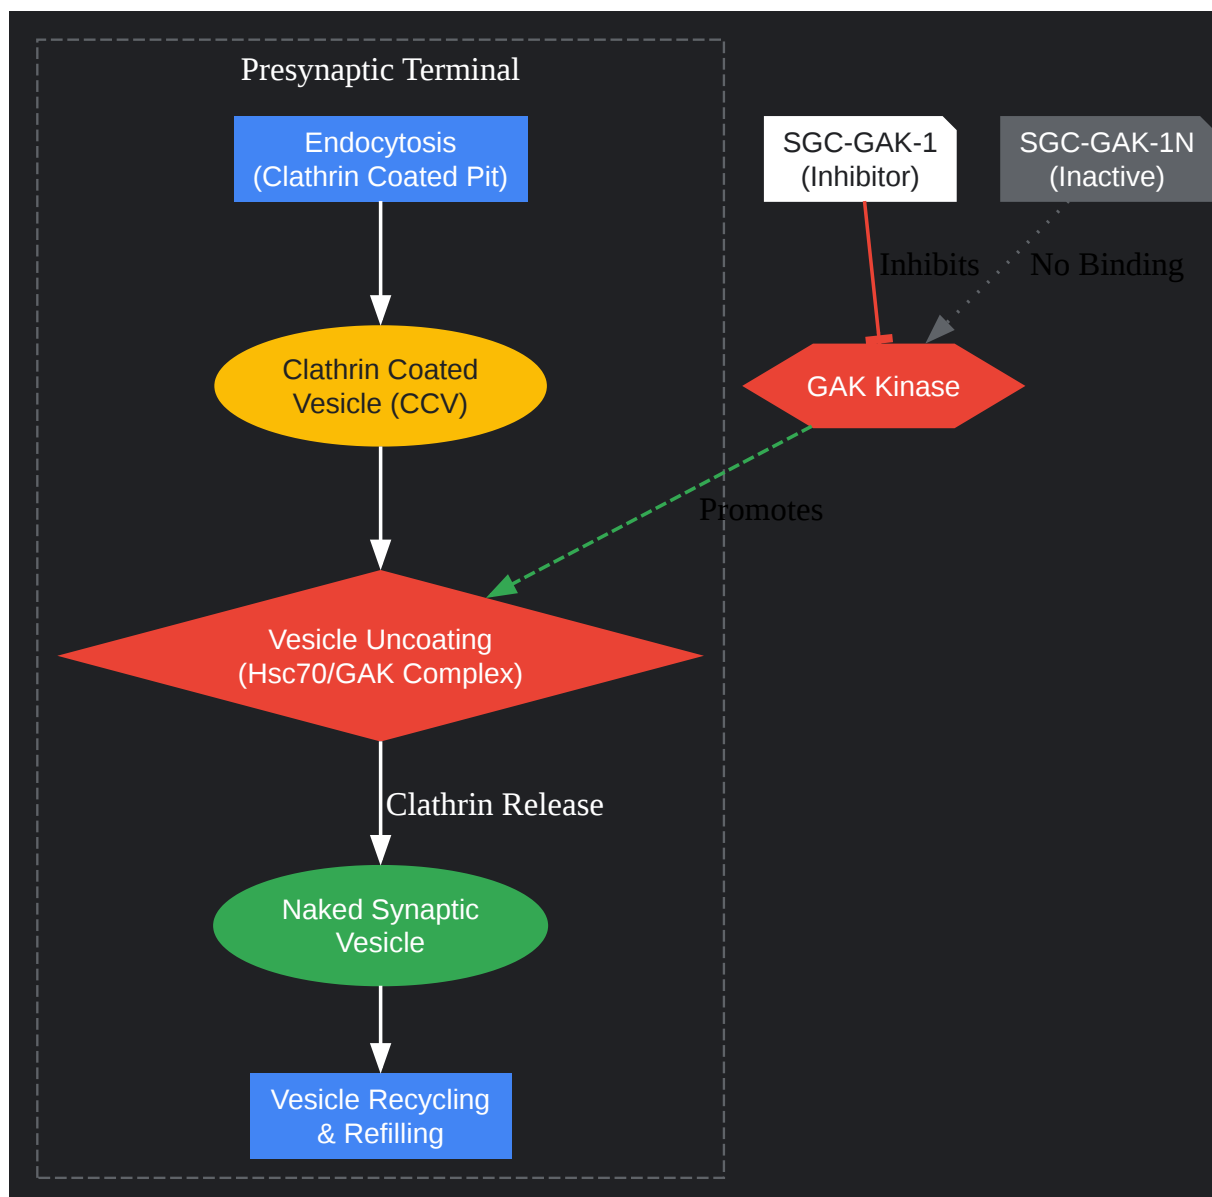 Presynaptic Terminal
Endocytosis
(Clathrin Coated Pit)
SGC-GAK-1
(Inhibitor)
SGC-GAK-1N
(Inactive)
Inhibits
No Binding
Clathrin Coated
Vesicle (CCV)
GAK Kinase
Promotes
Vesicle Uncoating
(Hsc70/GAK Complex)
Clathrin Release
Naked Synaptic
Vesicle
Vesicle Recycling
& Refilling